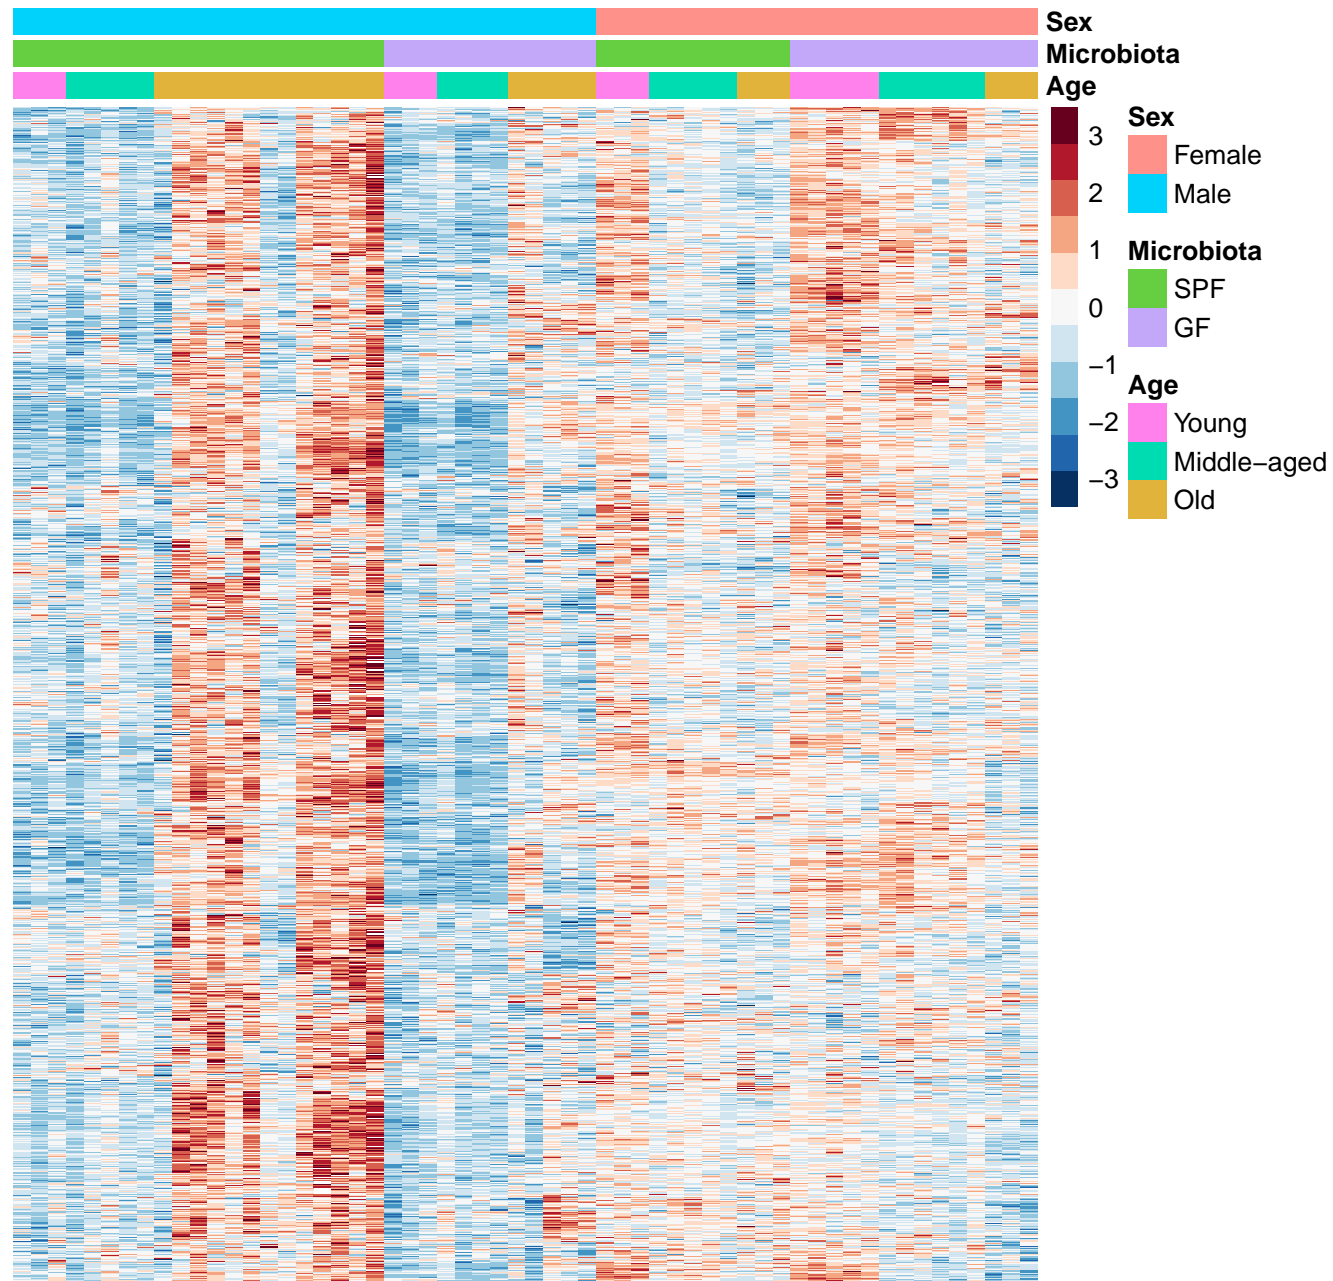 Sex
Microbiota
Age
3
2
1
0
−1
−2
−3
Sex
Female
Male
Microbiota
SPF
GF
Age
Young
Middle−aged
Old